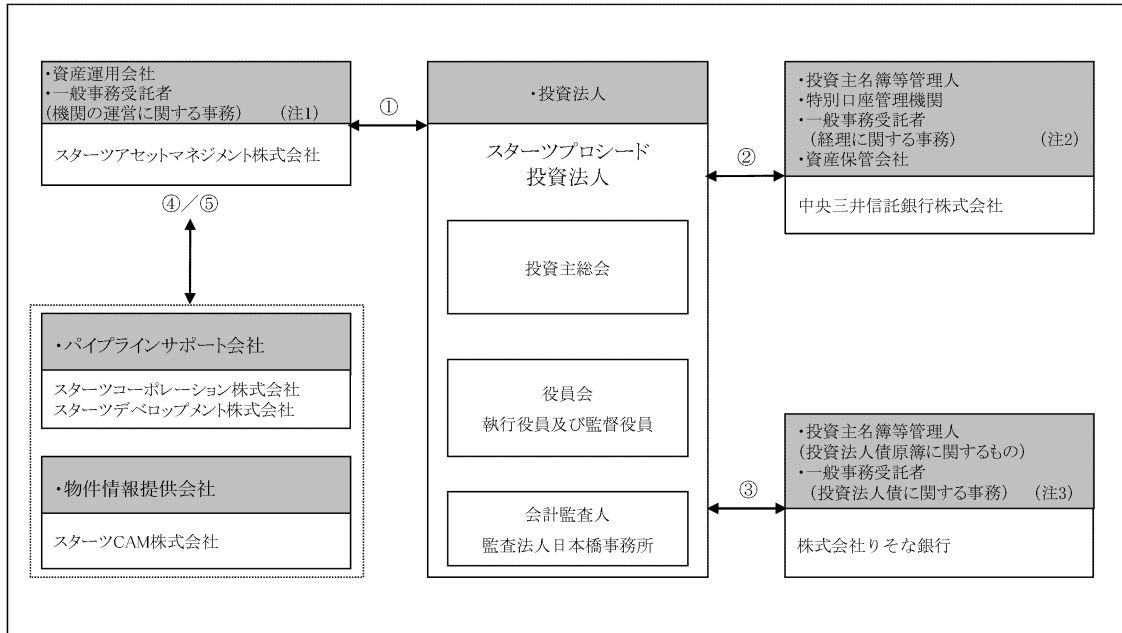 ・資産運用会社
・一般事務受託者
(機関の運営に関する事務) (注1)
スターツアセットマネジメント株式会社
①
④／⑤
・パイプラインサポート会社
スターツコーポレーション株式会社
スターツデベロップメント株式会社
・物件情報提供会社
スターツCAM株式会社
・投資法人
スターツプロシード
投資法人
投資主総会
役員会
執行役員及び監督役員
会計監査人
監査法人日本橋事務所
②
・投資主名簿等管理人
・特別口座管理機関
・一般事務受託者
(経理に関する事務) (注2)
・資産保管会社
中央三井信託銀行株式会社
③
・投資主名簿等管理人
(投資法人債原簿に関するもの)
・一般事務受託者
(投資法人債に関する事務) (注3)
株式会社りそな銀行